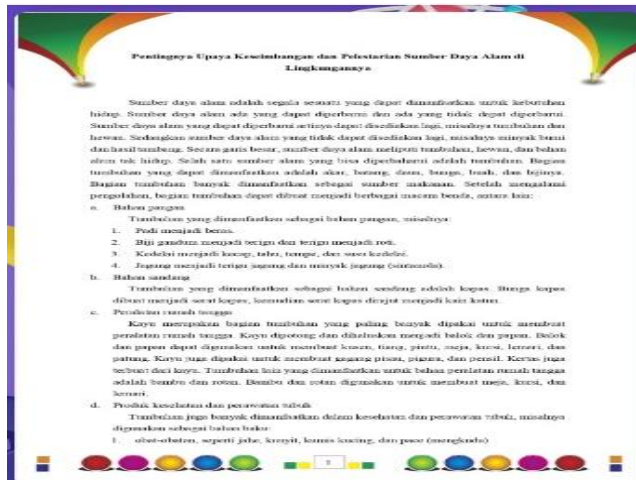 Pentingnya Upaya Keseimbangan dan Pelestarian Sumber Daya Alam di
Lingkungannya
Sumber daya alam adalah segala sesuatu yang dapat dimanfaatkan untuk kebutuhan
hidup. Sumber daya alam ada yang dapat diperbarui dan ada yang tidak dapat diperbarui.
Sumber daya alam yang dapat diperbarui artinya dapat disediakan lagi, misalnya tumbuhan dan
hewan. Sedangkan sumber daya alam yang tidak dapat disediakan lagi, misalnya minyak bumi
dan hasil tambang. Secara garis besar, sumber daya alam meliputi tumbuhan, hewan, dan bahan
alam tak hidup. Salah satu sumber alam yang bisa diperbaharui adalah tumbuhan. Bagian
tumbuhan yang dapat dimanfaatkan adalah akar, batang, daun, bunga, buah, dan bijinya.
Bagian tumbuhan banyak dimanfaatkan sebagai sumber makanan. Setelah mengalami
pengolahan, bagian tumbuhan dapat dibuat menjadi berbagai macam benda, antara lain:
a. Bahan pangan
Tumbuhan yang dimanfaatkan sebagai bahan pangan, misalnya:
1. Padi menjadi beras.
2. Biji gandum menjadi terigu dan terigu menjadi roti.
3. Kedelai menjadi kecap, tahu, tempe, dan susu kedelai.
4. Jagung menjadi terigu jagung dan minyak jagung
b. Bahan sandang
Tumbuhan yang dimanfaatkan sebagai bahan sandang adalah kapas. Bunga kapas
dibuat menjadi serat kapas, kemudian serat kapas dirajut menjadi kain katun.
c. Peralatan rumah tangga
Kayu merupakan bagian tumbuhan yang paling banyak dipakai untuk membuat
peralatan rumah tangga. Kayu dipotong dan dihaluskan menjadi balok dan papan. Balok
dan papan dapat digunakan untuk membuat kusen, tiang, pintu, meja, kursi, lemari, dan
patung. Kayu juga dipakai untuk membuat gagang pisau, pigura, dan pensil. Kertas juga
terbuat dari kayu. Tumbuhan lain yang dimanfaatkan untuk bahan peralatan rumah tangga
adalah bambu dan rotan. Bambu dan rotan digunakan untuk membuat meja, kursi, dan
lemari.
d. Produk kesehatan dan perawatan tubuh
Tumbuhan juga banyak dimanfaatkan dalam kesehatan dan perawatan tubuh, misalnya
digunakan sebagai bahan baku:
1. obat-obatan, seperti jahe, kunyit, kumis kucing, dan pace (mengkudu)